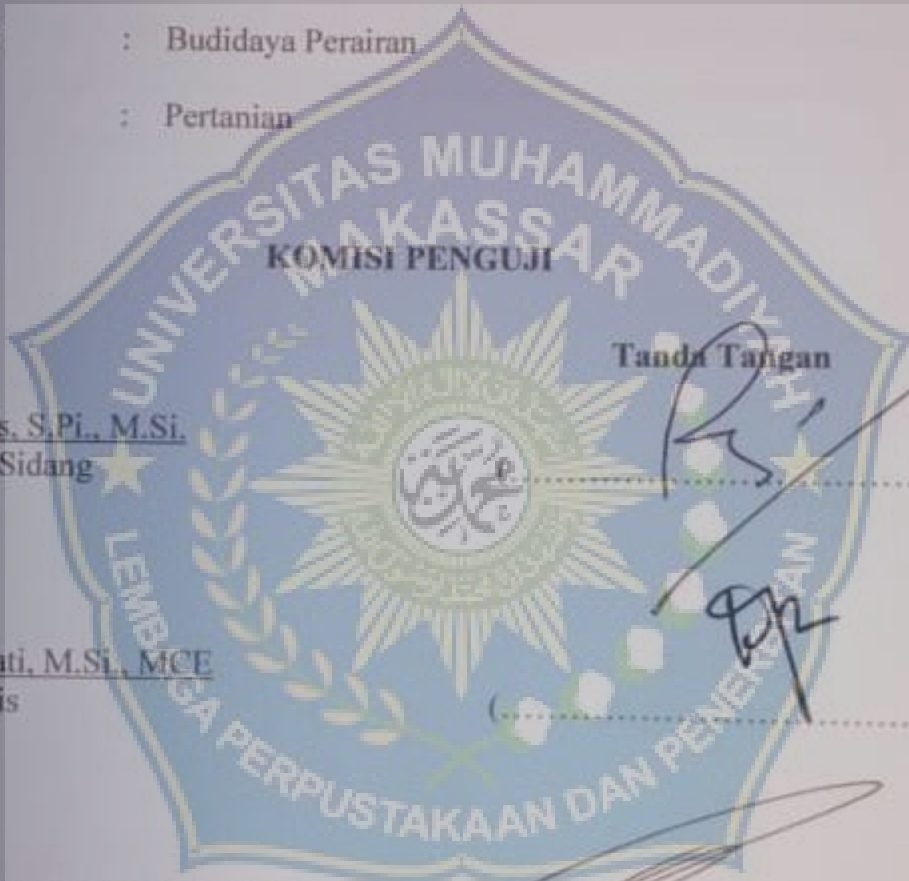 : Budidaya Perairan
: Pertanian
UNIVERSITAS MUHAMMADIYAH
MAKASSAR
KOMISI PENGUJI
Tanda Tangan
s, S.Pi., M.Si.
Sidang
ati, M.Si., MCE
is
(
LEMBAGA PERPUSTAKAAN DAN PENERBITAN